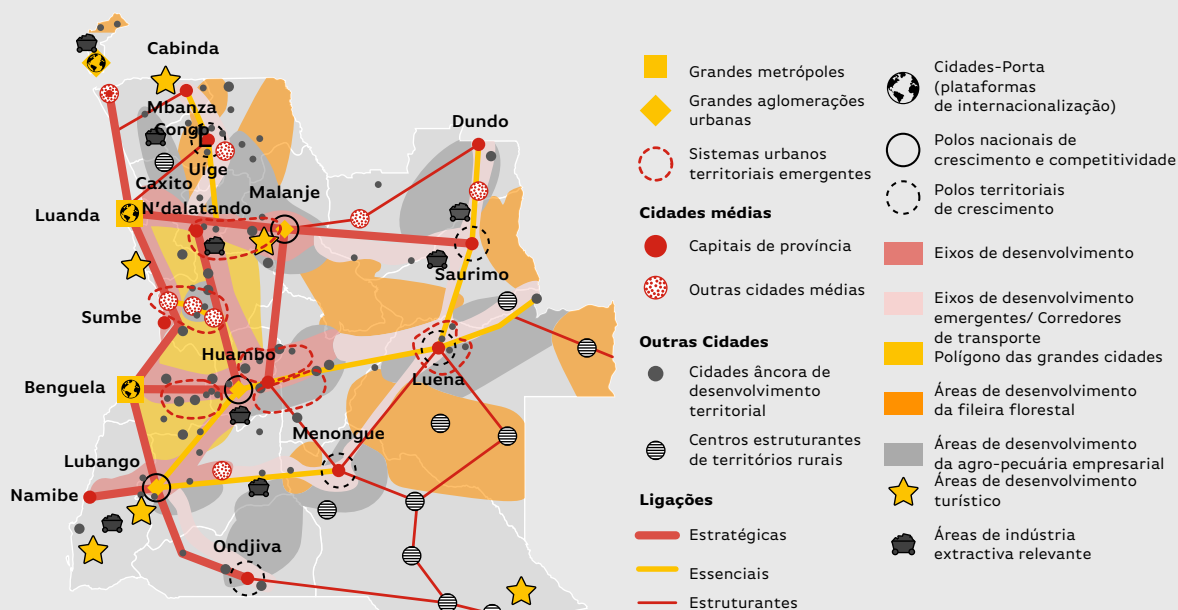 Cabinda
Mbanza
Congo
Uíge
Dundo
Caxito
Malanje
Luanda
N'dalatando
Saurimo
Sumbe
Huambo
Benguela
Luena
Menongue
Lubango
Namibe
Ondjiva
Grandes metrópoles
Grandes aglomerações
urbanas
Sistemas urbanos
territoriais emergentes
Cidades médias
Capitais de província
Outras cidades médias
Outras Cidades
Cidades âncora de
desenvolvimento
territorial
Centros estruturantes
de territórios rurais
Ligações
Estratégicas
Essenciais
Estruturantes
Cidades-Porta
(plataformas
de internacionalização)
Polos nacionais de
crescimento e competitividade
Polos territoriais
de crescimento
Eixos de desenvolvimento
Eixos de desenvolvimento
emergentes/ Corredores
de transporte
Polígono das grandes cidades
Áreas de desenvolvimento
da fileira florestal
Áreas de desenvolvimento
da agro-pecuária empresarial
Áreas de desenvolvimento
turístico
Áreas de indústria
extractiva relevante